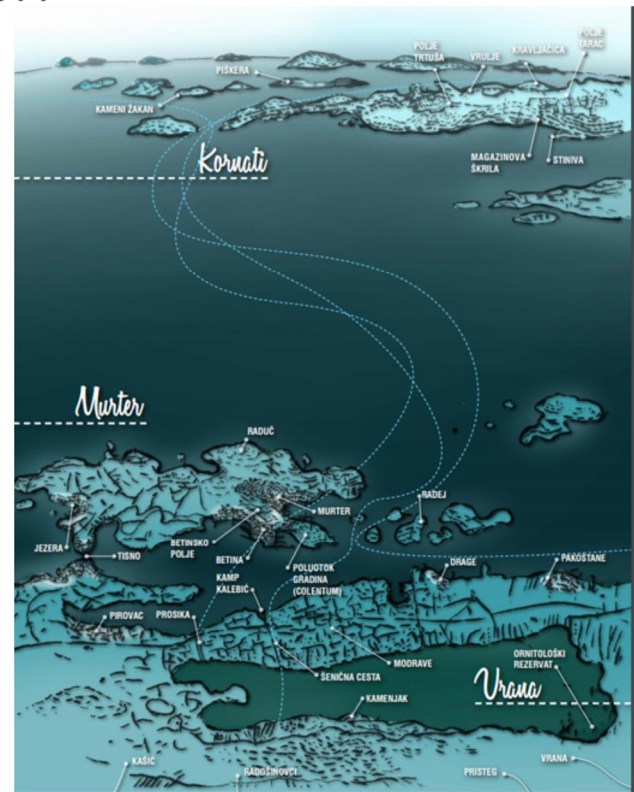 POLJE
TRTUŠA
VRULJE
KRAVLJAČICA
POLJE
TARAC
PIŠKERA
KAMENI ŽAKAN
MAGAZINOVA
ŠKRILA
STINIVA
Kornati
Murter
RADUČ
RADEJ
MURTER
JEZERA
TISNO
BETINSKO
POLJE
BETINA
POLUOTOK
GRADINA
(COLENTUM)
DRAGE
PAKOŠTANE
KAMP
KALEBIĆ
PIROVAC
PROSIKA
ŠENIČNA CESTA
MODRAVE
ORNITOLOŠKI
REZERVAT
Vrana
KAMENJAK
KAŠIĆ
RADOŠINOVCI
PRISTEG
VRANA